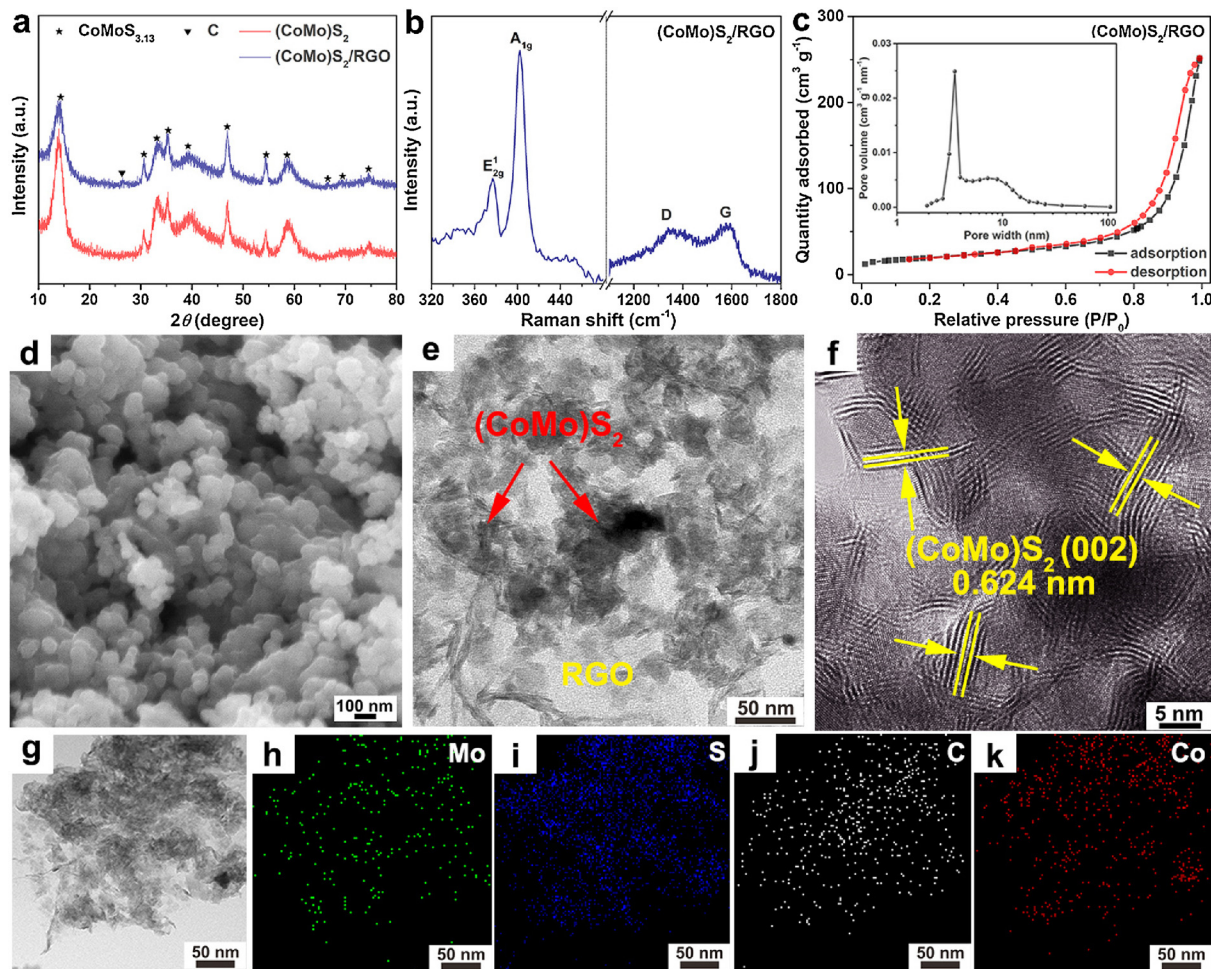 a
★ CoMoS3.13 ▼ C
(CoMo)S2
(CoMo)S2/RGO
Intensity (a.u.)
10 20 30 40 50 60 70 80
2θ (degree)
b
(CoMo)S2/RGO
A1g
E12g
D G
Intensity (a.u.)
320 400 480 1200 1400 1600 1800
Raman shift (cm-1)
c
(CoMo)S2/RGO
Quantity adsorbed (cm3 g-1)
300
250
200
150
100
50
0
0.03
0.02
0.01
0.00
Pore volume (cm3 g-1 nm-1)
1 10 100
Pore width (nm)
adsorption
desorption
0.0 0.2 0.4 0.6 0.8 1.0
Relative pressure (P/P0)
d
100 nm
e
(CoMo)S2
RGO
50 nm
f
(CoMo)S2 (002)
0.624 nm
5 nm
g
50 nm
h
Mo
50 nm
i
S
50 nm
j
C
50 nm
k
Co
50 nm